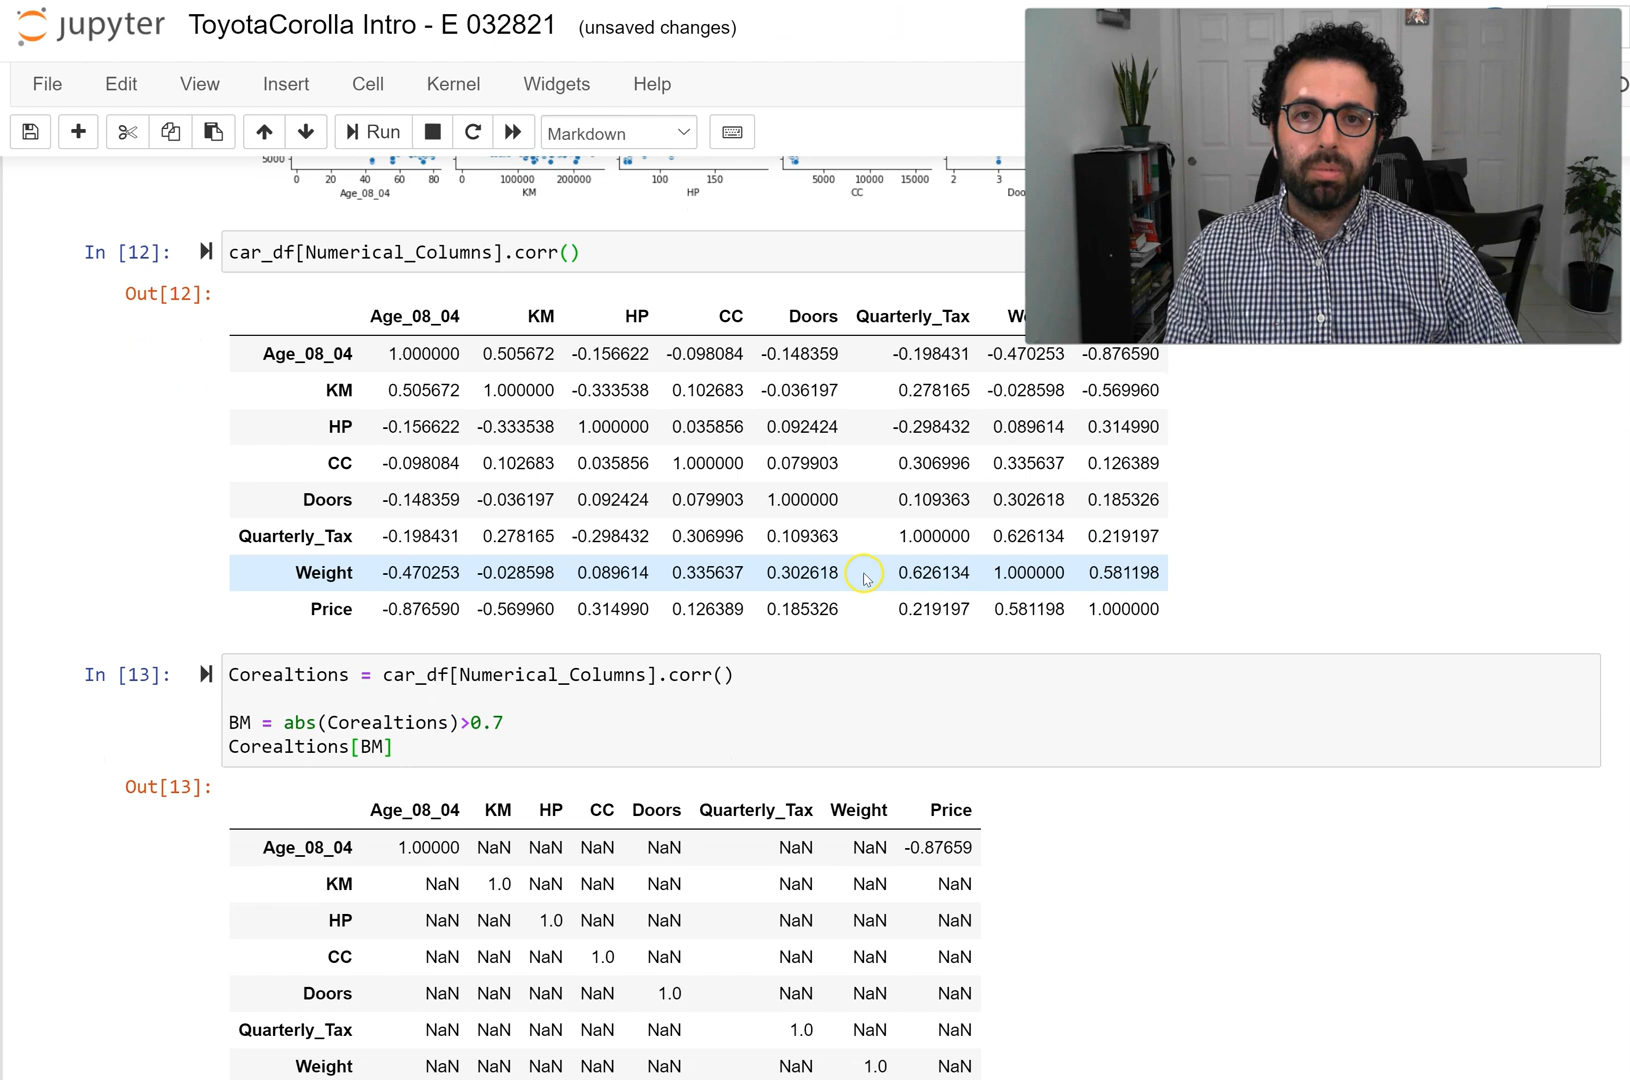 jupyter ToyotaCorolla Intro - E 032821 (unsaved changes)
File Edit View Insert Cell Kernel Widgets Help
Run Markdown
5000
0 20 40 60 80 0 100000 200000 100 150 5000 10000 15000 2 3
Age_08_04 KM HP CC Doo
In [12]: car_df[Numerical_Columns].corr()
Out[12]:
Age_08_04 KM HP CC Doors Quarterly_Tax We
Age_08_04 1.000000 0.505672 -0.156622 -0.098084 -0.148359 -0.198431 -0.470253 -0.876590
KM 0.505672 1.000000 -0.333538 0.102683 -0.036197 0.278165 -0.028598 -0.569960
HP -0.156622 -0.333538 1.000000 0.035856 0.092424 -0.298432 0.089614 0.314990
CC -0.098084 0.102683 0.035856 1.000000 0.079903 0.306996 0.335637 0.126389
Doors -0.148359 -0.036197 0.092424 0.079903 1.000000 0.109363 0.302618 0.185326
Quarterly_Tax -0.198431 0.278165 -0.298432 0.306996 0.109363 1.000000 0.626134 0.219197
Weight -0.470253 -0.028598 0.089614 0.335637 0.302618 0.626134 1.000000 0.581198
Price -0.876590 -0.569960 0.314990 0.126389 0.185326 0.219197 0.581198 1.000000
In [13]: Corealtions = car_df[Numerical_Columns].corr()
BM = abs(Corealtions)>0.7
Corealtions[BM]
Out[13]:
Age_08_04 KM HP CC Doors Quarterly_Tax Weight Price
Age_08_04 1.00000 NaN NaN NaN NaN NaN NaN -0.87659
KM NaN 1.0 NaN NaN NaN NaN NaN NaN
HP NaN NaN 1.0 NaN NaN NaN NaN NaN
CC NaN NaN NaN 1.0 NaN NaN NaN NaN
Doors NaN NaN NaN NaN 1.0 NaN NaN NaN
Quarterly_Tax NaN NaN NaN NaN NaN 1.0 NaN NaN
Weight NaN NaN NaN NaN NaN NaN 1.0 NaN